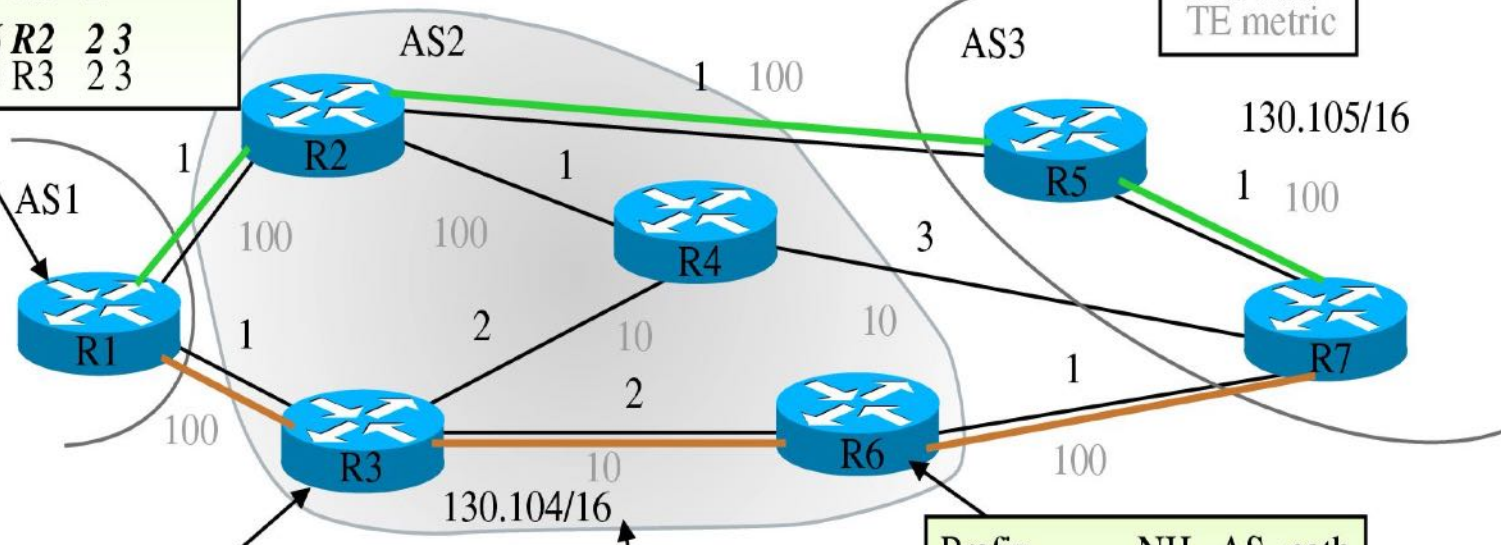 R2 2 3
R3 2 3
AS2
AS3
TE metric
1 100
130.105/16
1
R2
1
R5
1 100
AS1
100
100
R4
3
R1
1
2
10
10
R7
2
1
100
R3
R6
10
100
130.104/16
Prefix NH AS path